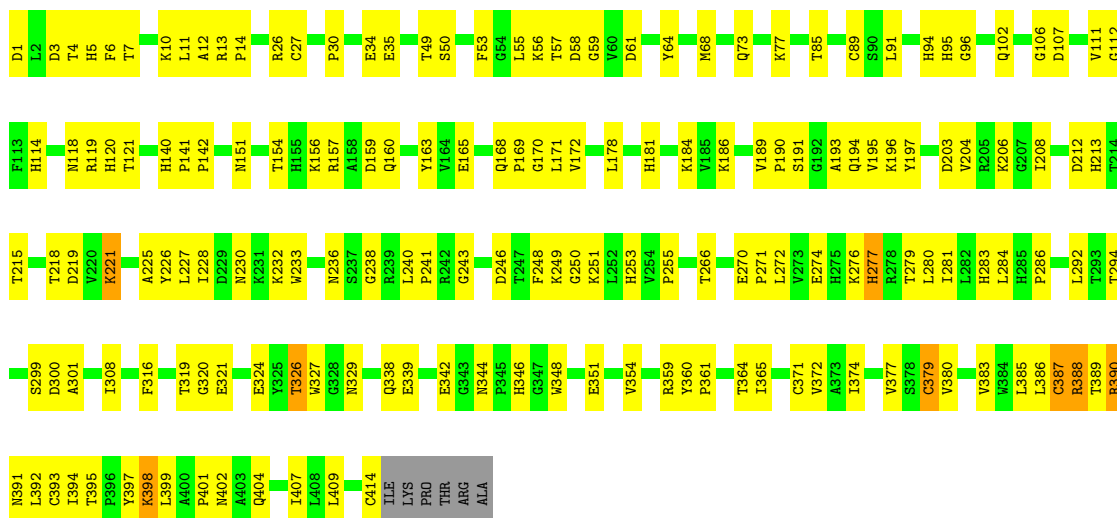 D1 L2 D3 T4 H5 F6 T7 K10 L11 A12 R13 P14 R26 C27 P30 E34 E35 T49 S50 F53 G54 L55 K56 T57 D58 G59 V60 D61 Y64 M68 Q73 K77 T85 C89 S90 L91 H94 H95 G96 Q102 G106 D107 V111 G112
F113 H114 N118 R119 H120 T121 H140 P141 P142 N151 T154 H155 K156 R157 A158 D159 Q160 Y163 V164 E165 Q168 P169 G170 L171 V172 L178 H181 K184 V185 K186 V189 P190 S191 G192 A193 Q194 V195 K196 Y197 D203 V204 R205 K206 G207 I208 D212 H213 T214
T215 T218 D219 V220 K221 A225 Y226 L227 I228 D229 N230 K231 K232 W233 N236 S237 G238 R239 L240 P241 R242 G243 D246 T247 F248 K249 G250 K251 L252 H253 V254 P255 T266 E270 P271 L272 V273 E274 H275 K276 H277 R278 T279 L280 I281 L282 H283 L284 H285 P286 L292 T293 T294
S299 D300 A301 I308 F316 T319 G320 E321 E324 Y325 T326 W327 G328 N329 Q338 E339 E342 G343 N344 P345 H346 G347 W348 E351 V354 R359 Y360 P361 T364 I365 C371 V372 A373 I374 V377 S378 C379 V380 V383 W384 L385 L386 C387 R388 T389 R390
N391 L392 C393 I394 T395 P396 Y397 K398 L399 A400 P401 N402 A403 Q404 I407 L408 L409 C414 ILE LYS PRO THR ARG ALA